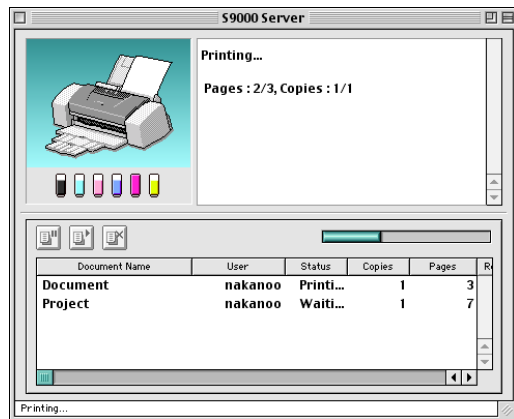 S9000 Server
Printing...
Pages : 2/3, Copies : 1/1
Document Name User Status Copies Pages R
Document nakanoo Printi... 1 3
Project nakanoo Waiti... 1 7
Printing...